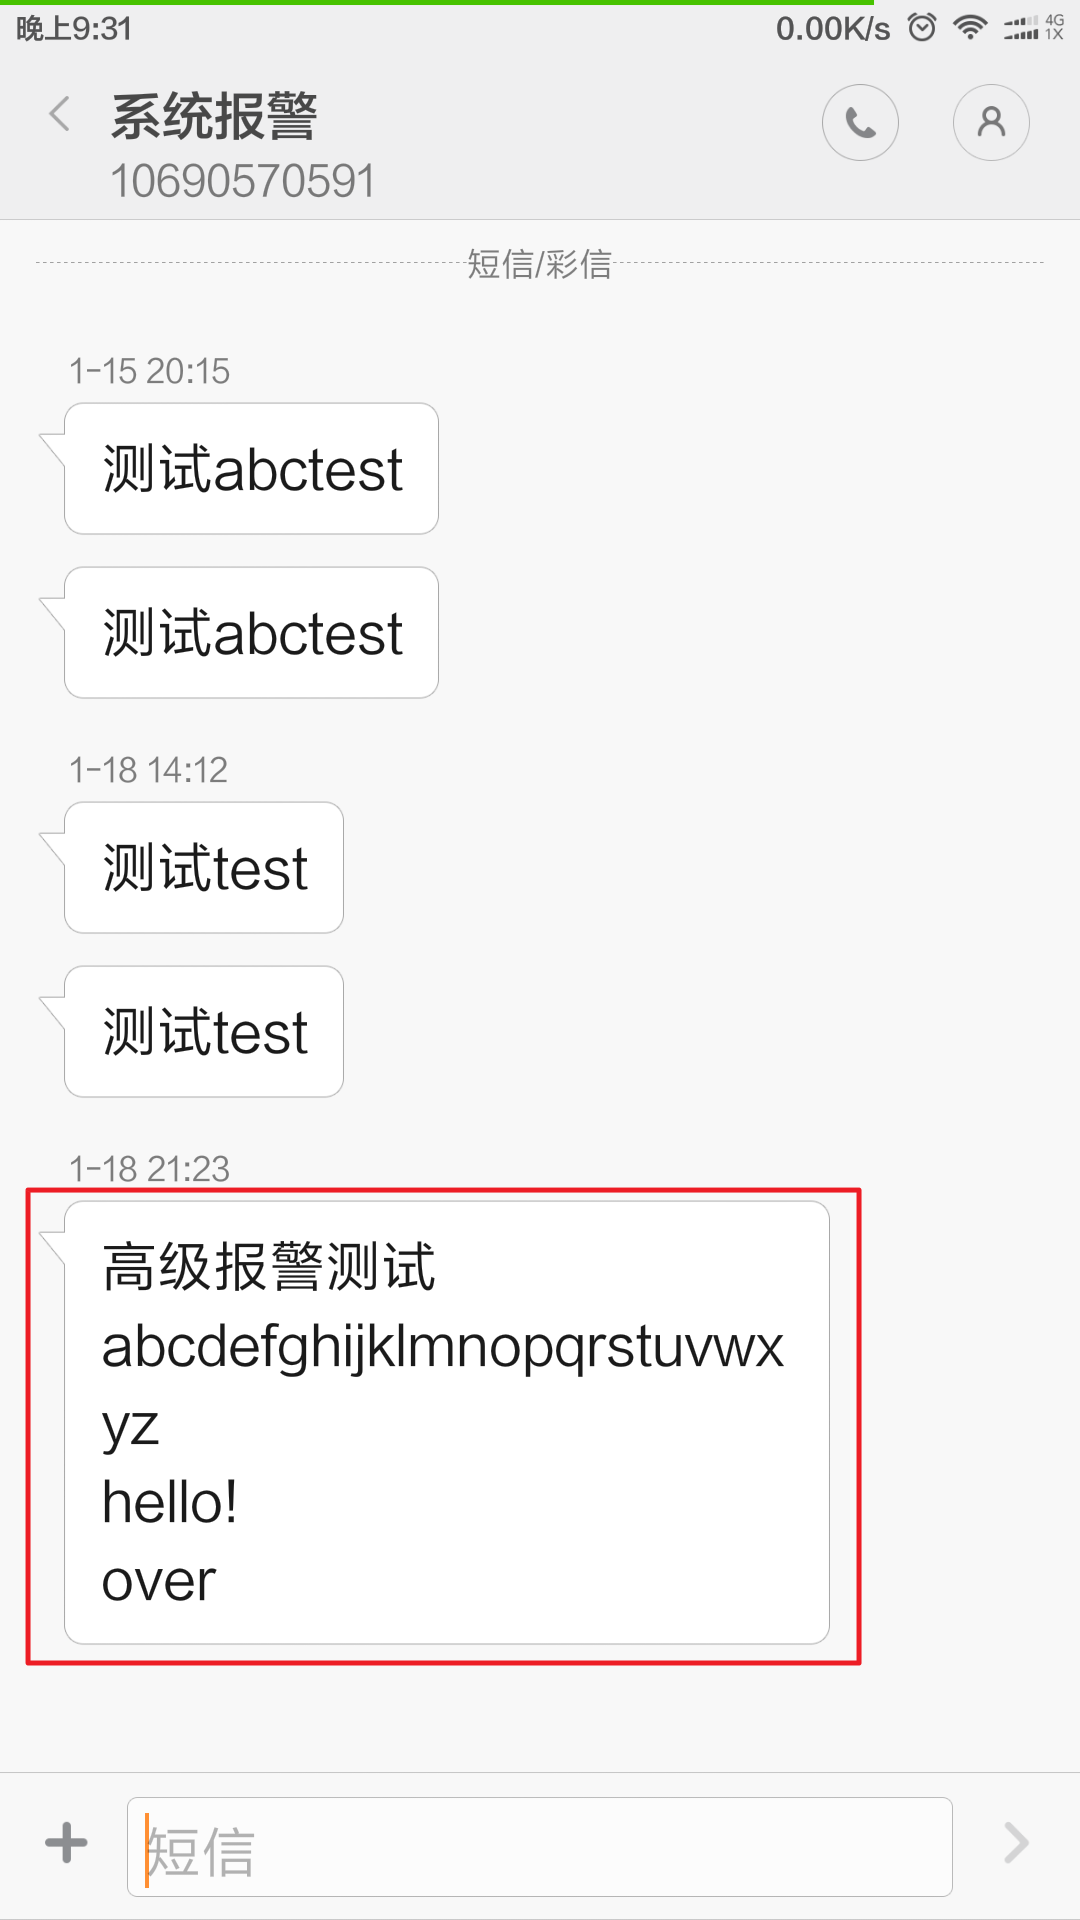 晚上9:31
0.00K/s
4G
1X
系统报警
10690570591
短信/彩信
1-15 20:15
测试abctest
测试abctest
1-18 14:12
测试test
测试test
1-18 21:23
高级报警测试
abcdefghijklmnopqrstuvwx
yz
hello!
over
短信